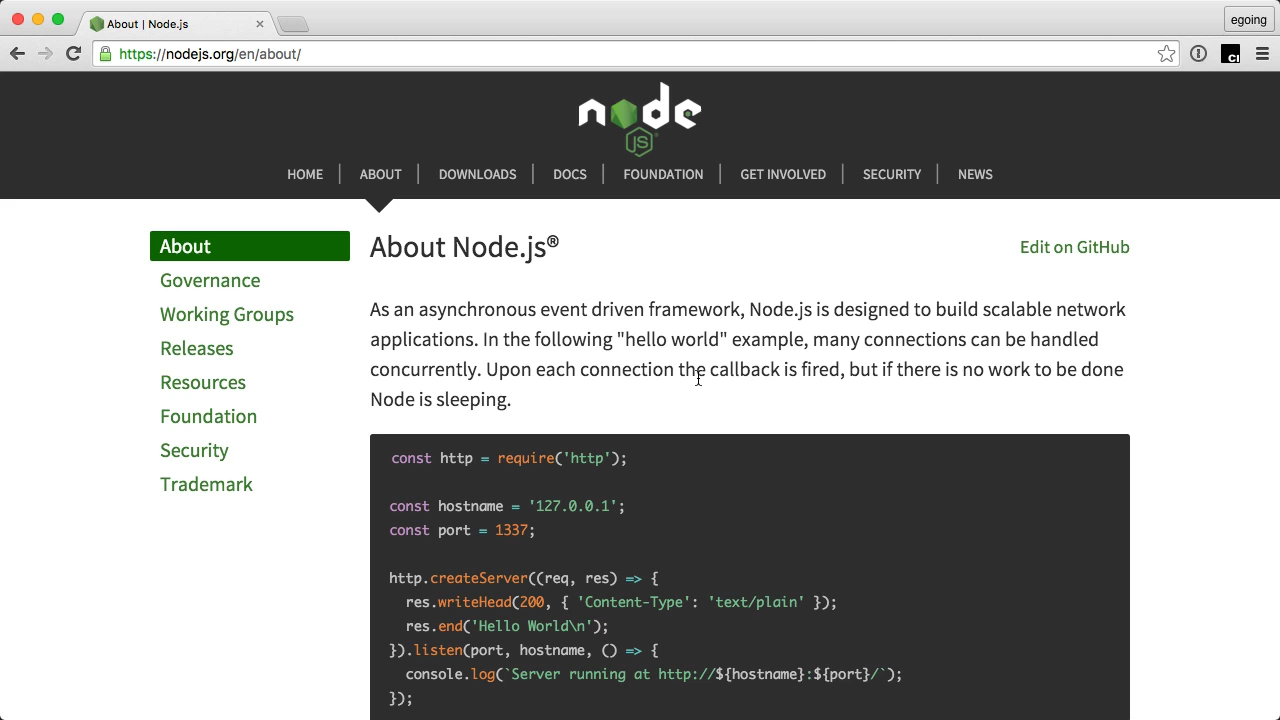 About | Node.js
egoing
https://nodejs.org/en/about/
node
JS
HOME
ABOUT
DOWNLOADS
DOCS
FOUNDATION
GET INVOLVED
SECURITY
NEWS
About
Governance
Working Groups
Releases
Resources
Foundation
Security
Trademark
About Node.js®
Edit on GitHub
As an asynchronous event driven framework, Node.js is designed to build scalable network
applications. In the following "hello world" example, many connections can be handled
concurrently. Upon each connection the callback is fired, but if there is no work to be done
Node is sleeping.
const http = require('http');
const hostname = '127.0.0.1';
const port = 1337;
http.createServer((req, res) => {
  res.writeHead(200, { 'Content-Type': 'text/plain' });
  res.end('Hello World\n');
}).listen(port, hostname, () => {
  console.log(`Server running at http://${hostname}:${port}/`);
});